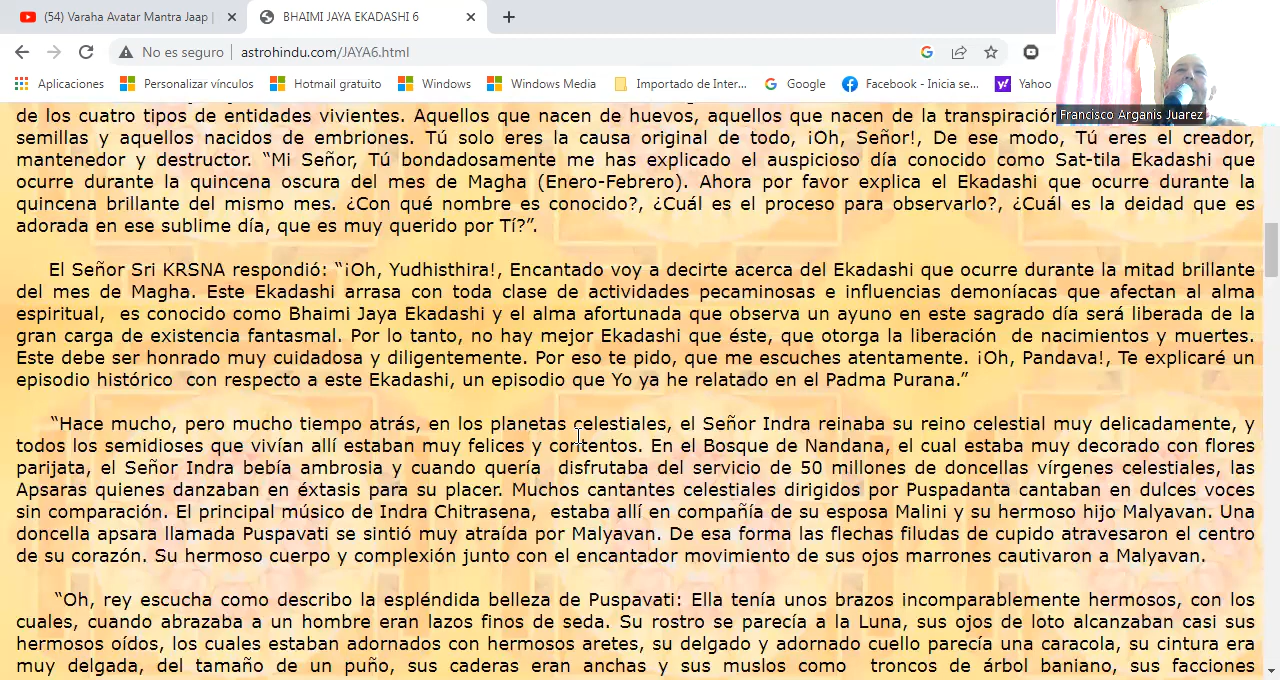 (54) Varaha Avatar Mantra Jaap |
BHAIMI JAYA EKADASHI 6
No es seguro | astrohindu.com/JAYA6.html
Aplicaciones Personalizar vínculos Hotmail gratuito Windows Windows Media Importado de Inter... Google Facebook - Inicia se... Yahoo
Francisco Arganis Juarez
de los cuatro tipos de entidades vivientes. Aquellos que nacen de huevos, aquellos que nacen de la transpiración
semillas y aquellos nacidos de embriones. Tú solo eres la causa original de todo, ¡Oh, Señor!, De ese modo, Tú eres el creador,
mantenedor y destructor. “Mi Señor, Tú bondadosamente me has explicado el auspicioso día conocido como Sat-tila Ekadashi que
ocurre durante la quincena oscura del mes de Magha (Enero-Febrero). Ahora por favor explica el Ekadashi que ocurre durante la
quincena brillante del mismo mes. ¿Con qué nombre es conocido?, ¿Cuál es el proceso para observarlo?, ¿Cuál es la deidad que es
adorada en ese sublime día, que es muy querido por Tí?”.
El Señor Sri KRSNA respondió: “¡Oh, Yudhisthira!, Encantado voy a decirte acerca del Ekadashi que ocurre durante la mitad brillante
del mes de Magha. Este Ekadashi arrasa con toda clase de actividades pecaminosas e influencias demoníacas que afectan al alma
espiritual, es conocido como Bhaimi Jaya Ekadashi y el alma afortunada que observa un ayuno en este sagrado día será liberada de la
gran carga de existencia fantasmal. Por lo tanto, no hay mejor Ekadashi que éste, que otorga la liberación de nacimientos y muertes.
Este debe ser honrado muy cuidadosa y diligentemente. Por eso te pido, que me escuches atentamente. ¡Oh, Pandava!, Te explicaré un
episodio histórico con respecto a este Ekadashi, un episodio que Yo ya he relatado en el Padma Purana.”
“Hace mucho, pero mucho tiempo atrás, en los planetas celestiales, el Señor Indra reinaba su reino celestial muy delicadamente, y
todos los semidioses que vivían allí estaban muy felices y contentos. En el Bosque de Nandana, el cual estaba muy decorado con flores
parijata, el Señor Indra bebía ambrosia y cuando quería disfrutaba del servicio de 50 millones de doncellas vírgenes celestiales, las
Apsaras quienes danzaban en éxtasis para su placer. Muchos cantantes celestiales dirigidos por Puspadanta cantaban en dulces voces
sin comparación. El principal músico de Indra Chitrasena, estaba allí en compañía de su esposa Malini y su hermoso hijo Malyavan. Una
doncella apsara llamada Puspavati se sintió muy atraída por Malyavan. De esa forma las flechas filudas de cupido atravesaron el centro
de su corazón. Su hermoso cuerpo y complexión junto con el encantador movimiento de sus ojos marrones cautivaron a Malyavan.
“Oh, rey escucha como describo la espléndida belleza de Puspavati: Ella tenía unos brazos incomparablemente hermosos, con los
cuales, cuando abrazaba a un hombre eran lazos finos de seda. Su rostro se parecía a la Luna, sus ojos de loto alcanzaban casi sus
hermosos oídos, los cuales estaban adornados con hermosos aretes, su delgado y adornado cuello parecía una caracola, su cintura era
muy delgada, del tamaño de un puño, sus caderas eran anchas y sus muslos como troncos de árbol baniano, sus facciones